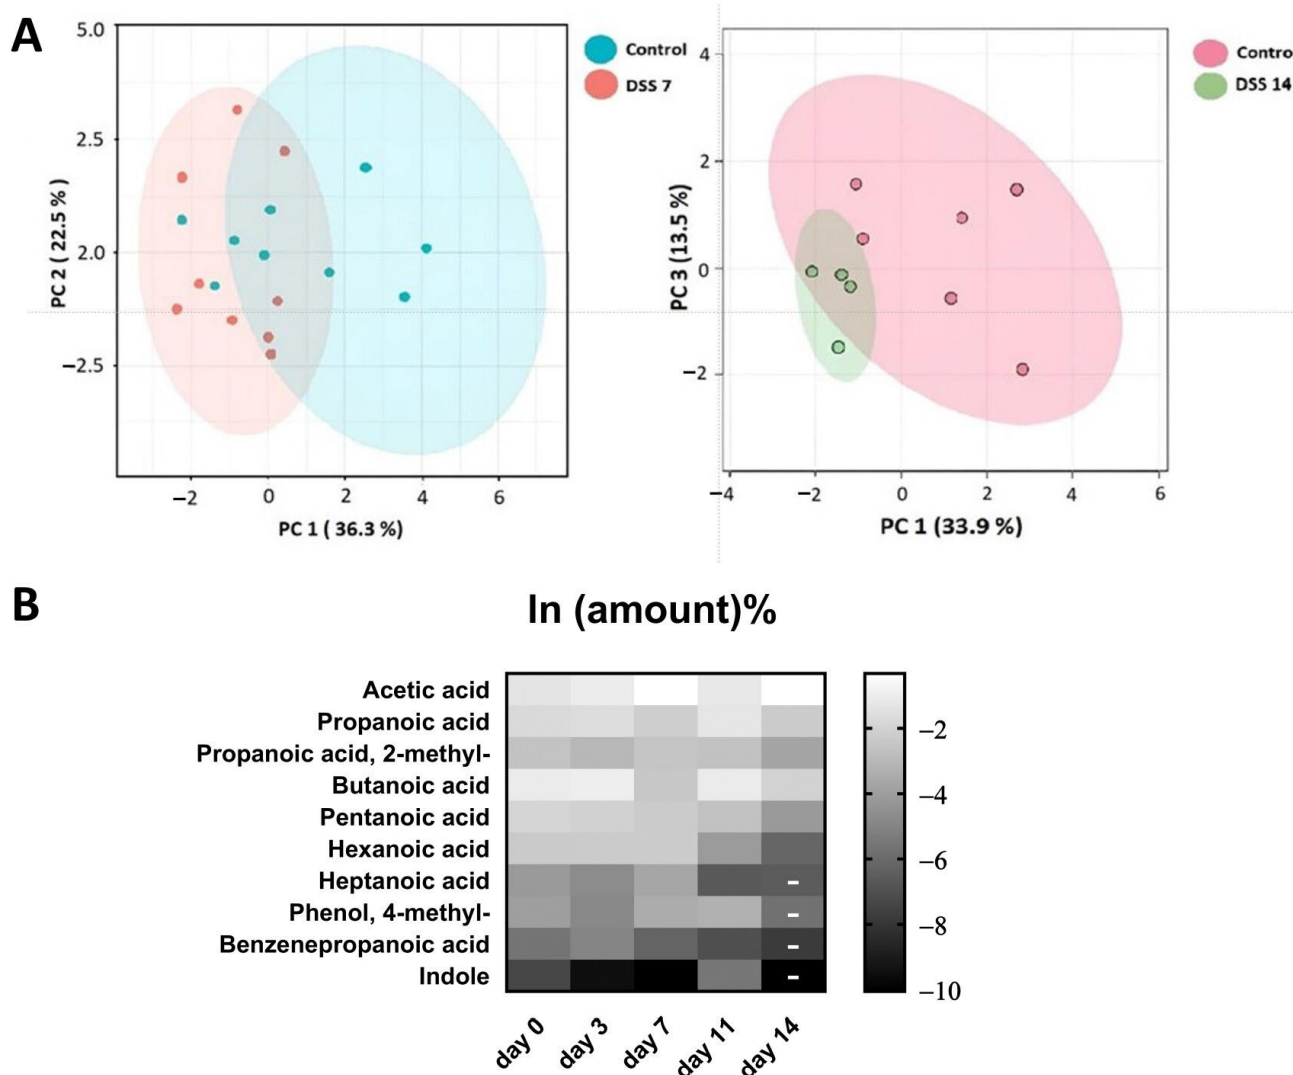 A
5.0
2.5
2.0
−2.5
PC 2 ( 22.5 % )
−2 0 2 4 6
PC 1 ( 36.3 %)
Control
DSS 7
4
2
0
−2
PC 3 (13.5 %)
−4 −2 0 2 4 6
PC 1 (33.9 %)
Contro
DSS 14
B
ln (amount)%
Acetic acid
Propanoic acid
Propanoic acid, 2-methyl-
Butanoic acid
Pentanoic acid
Hexanoic acid
Heptanoic acid -
Phenol, 4-methyl- -
Benzenepropanoic acid -
Indole -
day 0 day 3 day 7 day 11 day 14
−2
−4
−6
−8
−10